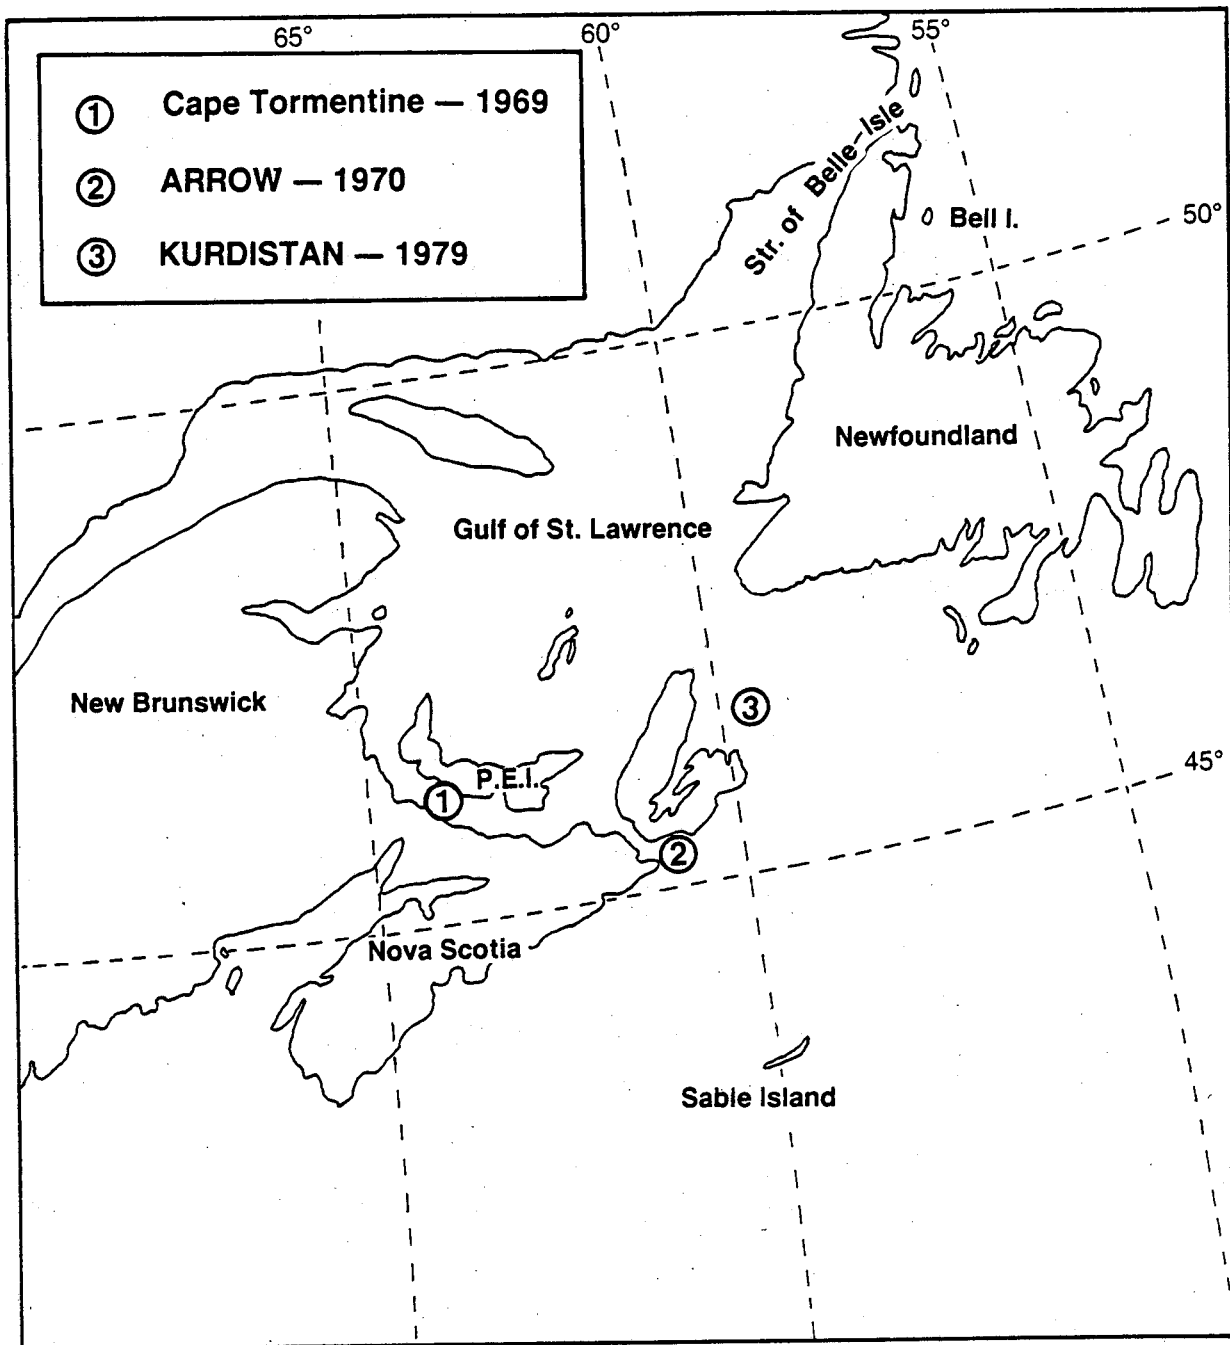 65°
60°
55°
① Cape Tormentine — 1969
② ARROW — 1970
③ KURDISTAN — 1979
Str. of Belle-Isle
Bell I.
50°
Newfoundland
Gulf of St. Lawrence
New Brunswick
3
45°
P.E.I.
1
2
Nova Scotia
Sable Island